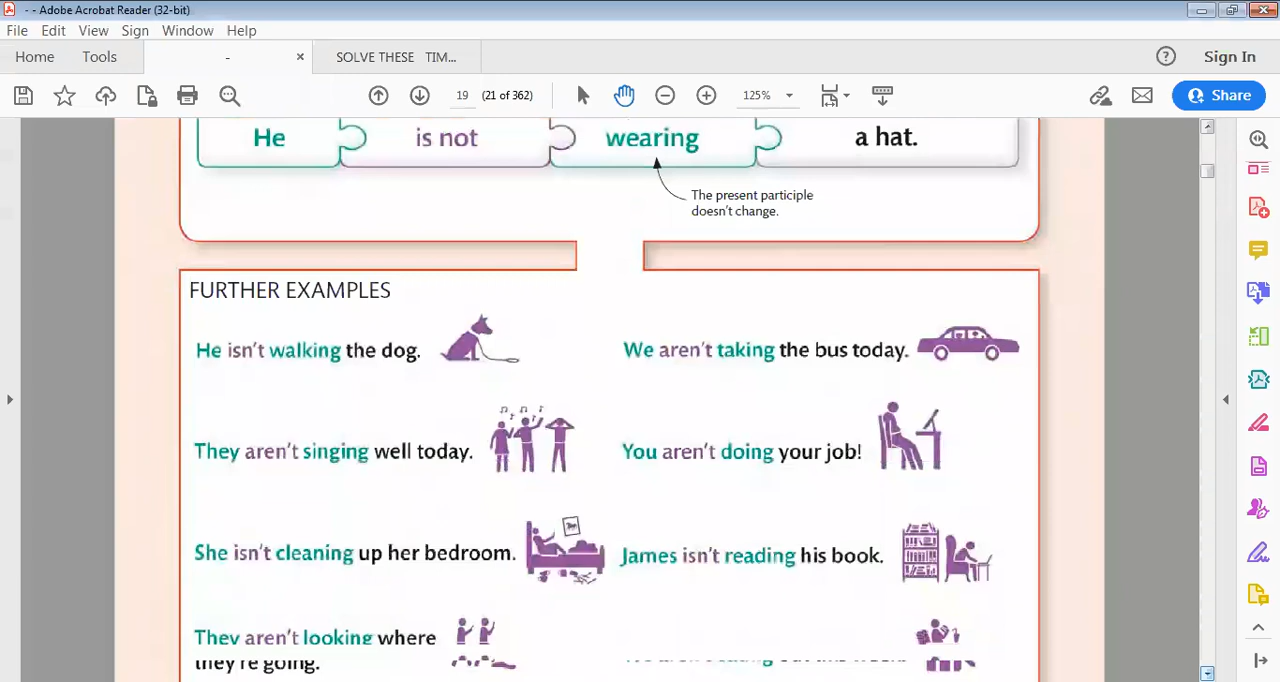 - - Adobe Acrobat Reader (32-bit)
File Edit View Sign Window Help
Home Tools - × SOLVE THESE TIM... ? Sign In
19 (21 of 362) 125% Share
He is not wearing a hat.
The present participle
doesn't change.
FURTHER EXAMPLES
He isn't walking the dog.
We aren't taking the bus today.
They aren't singing well today.
You aren't doing your job!
She isn't cleaning up her bedroom.
James isn't reading his book.
They aren't looking where
they're going.